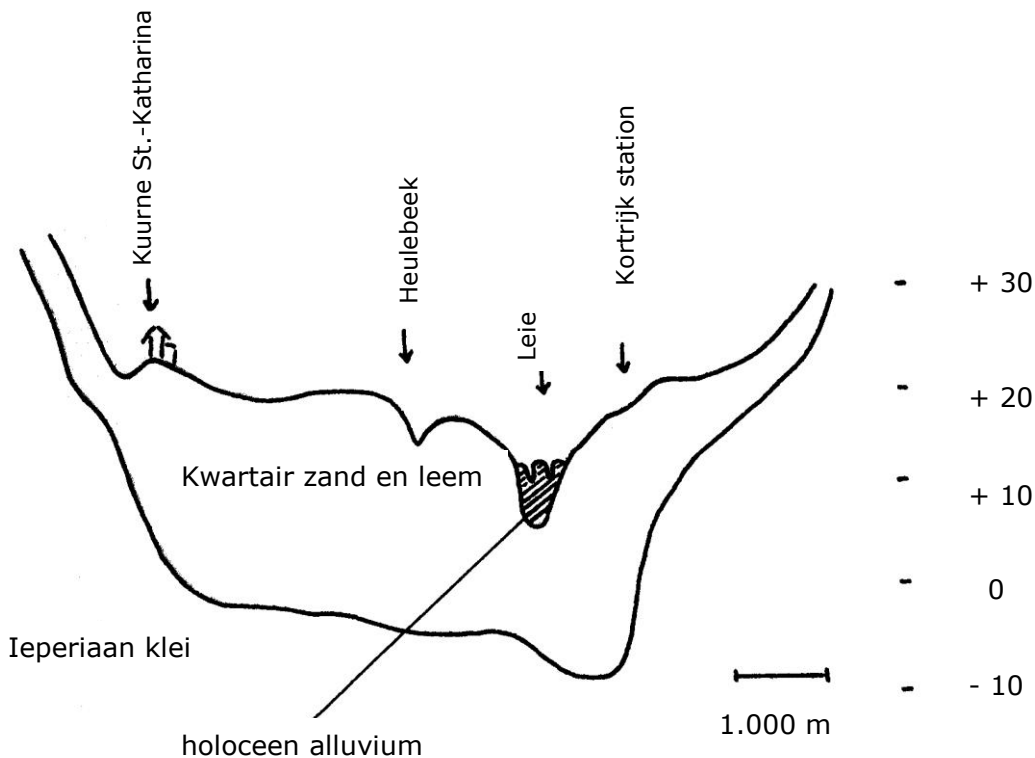 Kuurne St.-Katharina
Heulebeek
Leie
Kortrijk station
+ 30
+ 20
Kwartair zand en leem
+ 10
0
Ieperiaan klei
- 10
1.000 m
holoceen alluvium